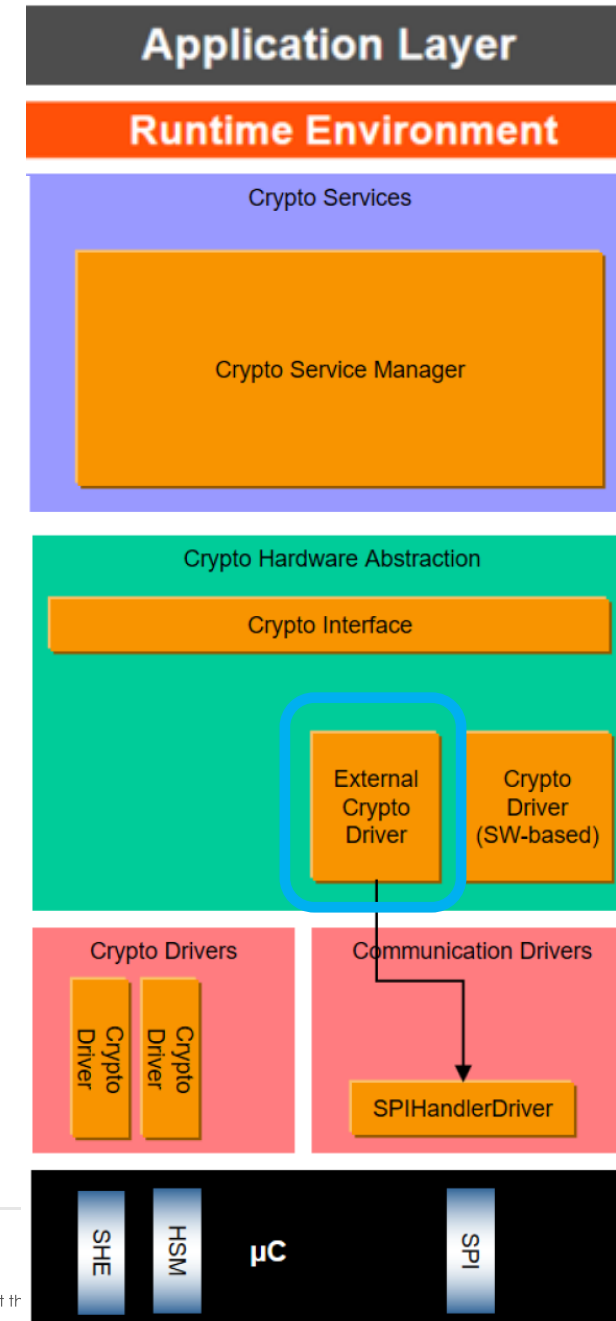 Application Layer
Runtime Environment
Crypto Services
Crypto Service Manager
Crypto Hardware Abstraction
Crypto Interface
External
Crypto
Driver
Crypto
Driver
(SW-based)
Crypto Drivers
Communication Drivers
Crypto
Driver
Crypto
Driver
SPIHandlerDriver
SHE
HSM
µC
SPI